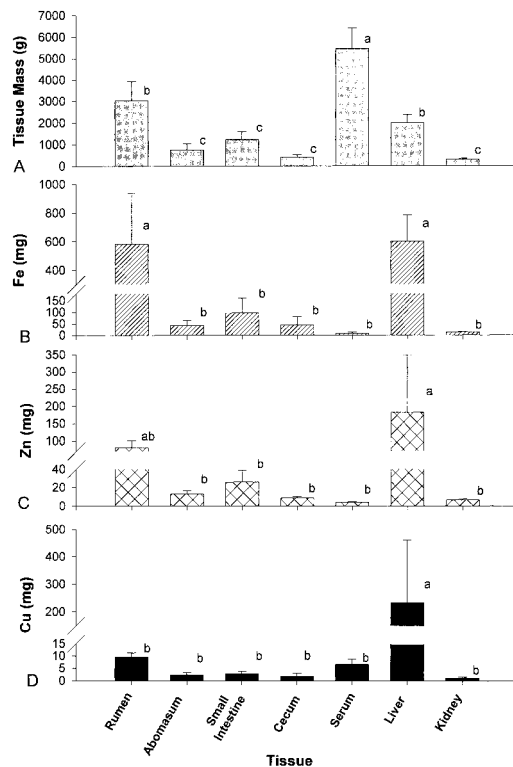 7000
6000
5000
4000
3000
2000
1000
0
Tissue Mass (g)
A
b
c
c
c
a
b
c
1000
800
600
400
150
100
50
0
Fe (mg)
B
a
b
b
b
b
a
b
350
300
250
200
150
100
40
20
0
Zn (mg)
C
ab
b
b
b
b
a
b
500
400
300
200
15
10
5
0
Cu (mg)
D
b
b
b
b
b
a
b
Rumen
Abomasum
Small
Intestine
Cecum
Serum
Liver
Kidney
Tissue